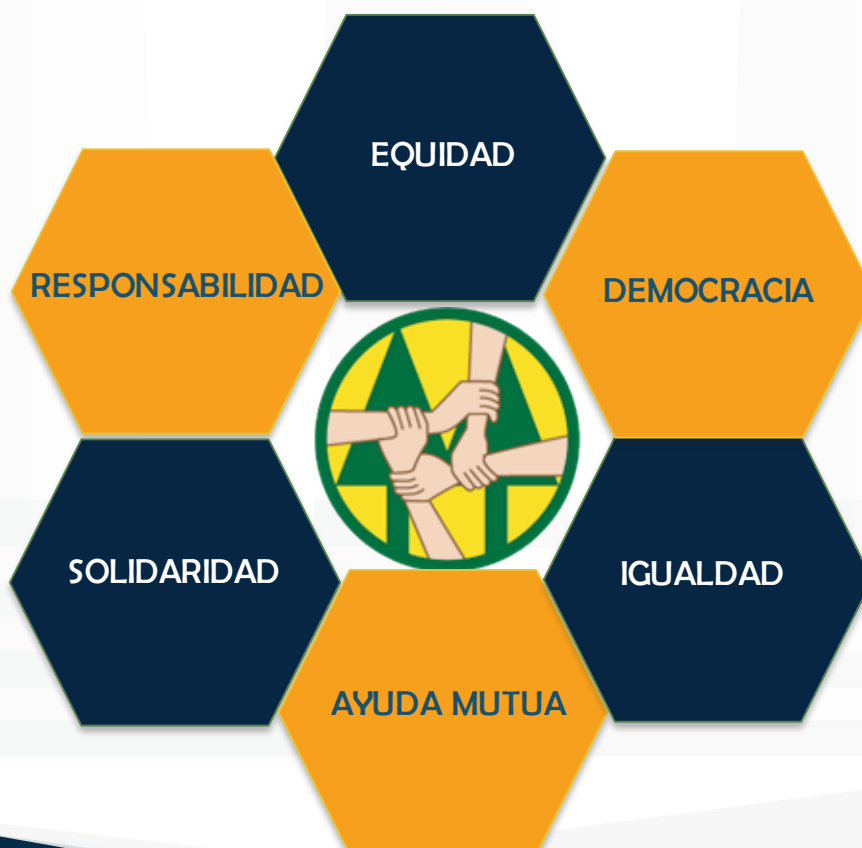 EQUIDAD
RESPONSABILIDAD
DEMOCRACIA
SOLIDARIDAD
IGUALDAD
AYUDA MUTUA